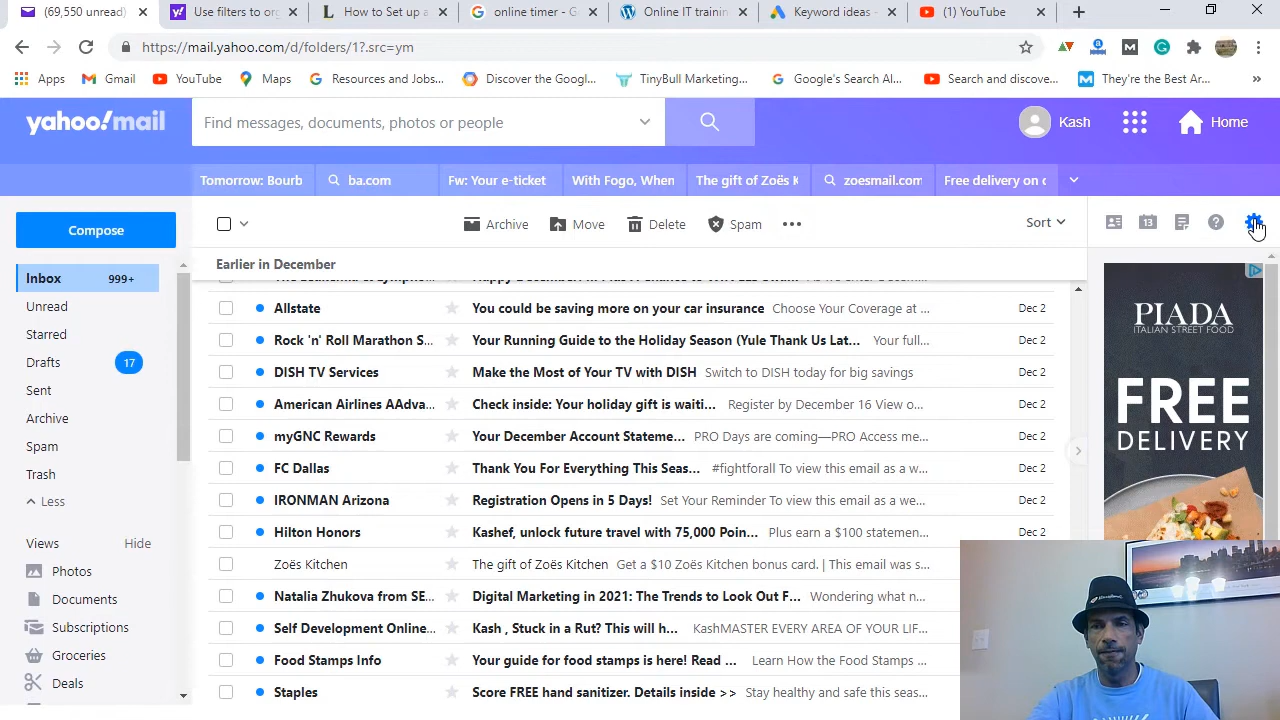 (69,550 unread)
Use filters to or
How to Set up a
online timer - G
Online IT trainin
Keyword ideas
(1) YouTube
https://mail.yahoo.com/d/folders/1?.src=ym
Apps
Gmail
YouTube
Maps
Resources and Jobs...
Discover the Googl...
TinyBull Marketing...
Google's Search Al...
Search and discove...
They're the Best Ar...
yahoo!mail
Find messages, documents, photos or people
Kash
Home
Tomorrow: Bourb
ba.com
Fw: Your e-ticket
With Fogo, When
The gift of Zoës K
zoesmail.com
Free delivery on
Compose
Archive
Move
Delete
Spam
Sort
13
Inbox 999+
Unread
Starred
Drafts 17
Sent
Archive
Spam
Trash
Less
Views Hide
Photos
Documents
Subscriptions
Groceries
Deals
Earlier in December
Allstate You could be saving more on your car insurance Choose Your Coverage at ... Dec 2
Rock 'n' Roll Marathon S... Your Running Guide to the Holiday Season (Yule Thank Us Lat... Your full... Dec 2
DISH TV Services Make the Most of Your TV with DISH Switch to DISH today for big savings Dec 2
American Airlines AAdva... Check inside: Your holiday gift is waiti... Register by December 16 View o... Dec 2
myGNC Rewards Your December Account Stateme... PRO Days are coming—PRO Access me... Dec 2
FC Dallas Thank You For Everything This Seas... #fightforall To view this email as a w... Dec 2
IRONMAN Arizona Registration Opens in 5 Days! Set Your Reminder To view this email as a we... Dec 2
Hilton Honors Kashef, unlock future travel with 75,000 Poin... Plus earn a $100 statemen... Dec 2
Zoës Kitchen The gift of Zoës Kitchen Get a $10 Zoës Kitchen bonus card. | This email was s...
Natalia Zhukova from SE... Digital Marketing in 2021: The Trends to Look Out F... Wondering what n...
Self Development Online... Kash , Stuck in a Rut? This will h... KashMASTER EVERY AREA OF YOUR LIF...
Food Stamps Info Your guide for food stamps is here! Read ... Learn How the Food Stamps ...
Staples Score FREE hand sanitizer. Details inside >> Stay healthy and safe this seas...
PIADA
ITALIAN STREET FOOD
FREE
DELIVERY